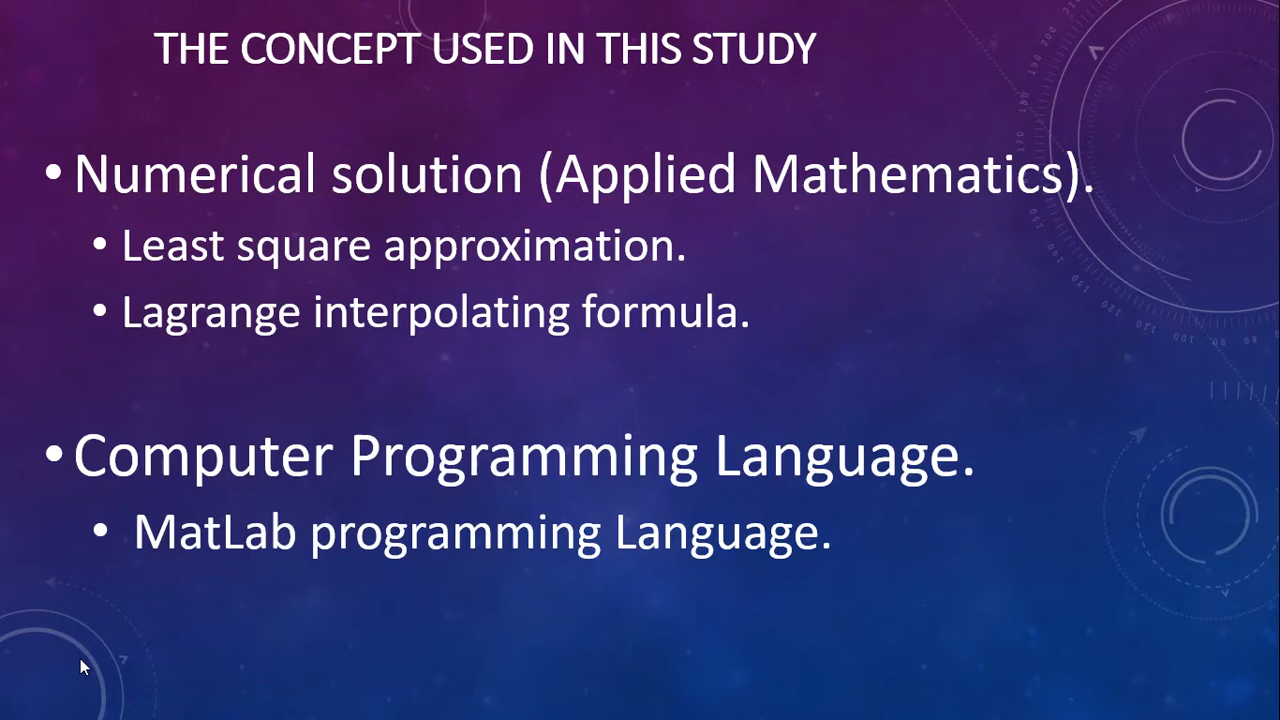 THE CONCEPT USED IN THIS STUDY
• Numerical solution (Applied Mathematics).
• Least square approximation.
• Lagrange interpolating formula.
• Computer Programming Language.
• MatLab programming Language.